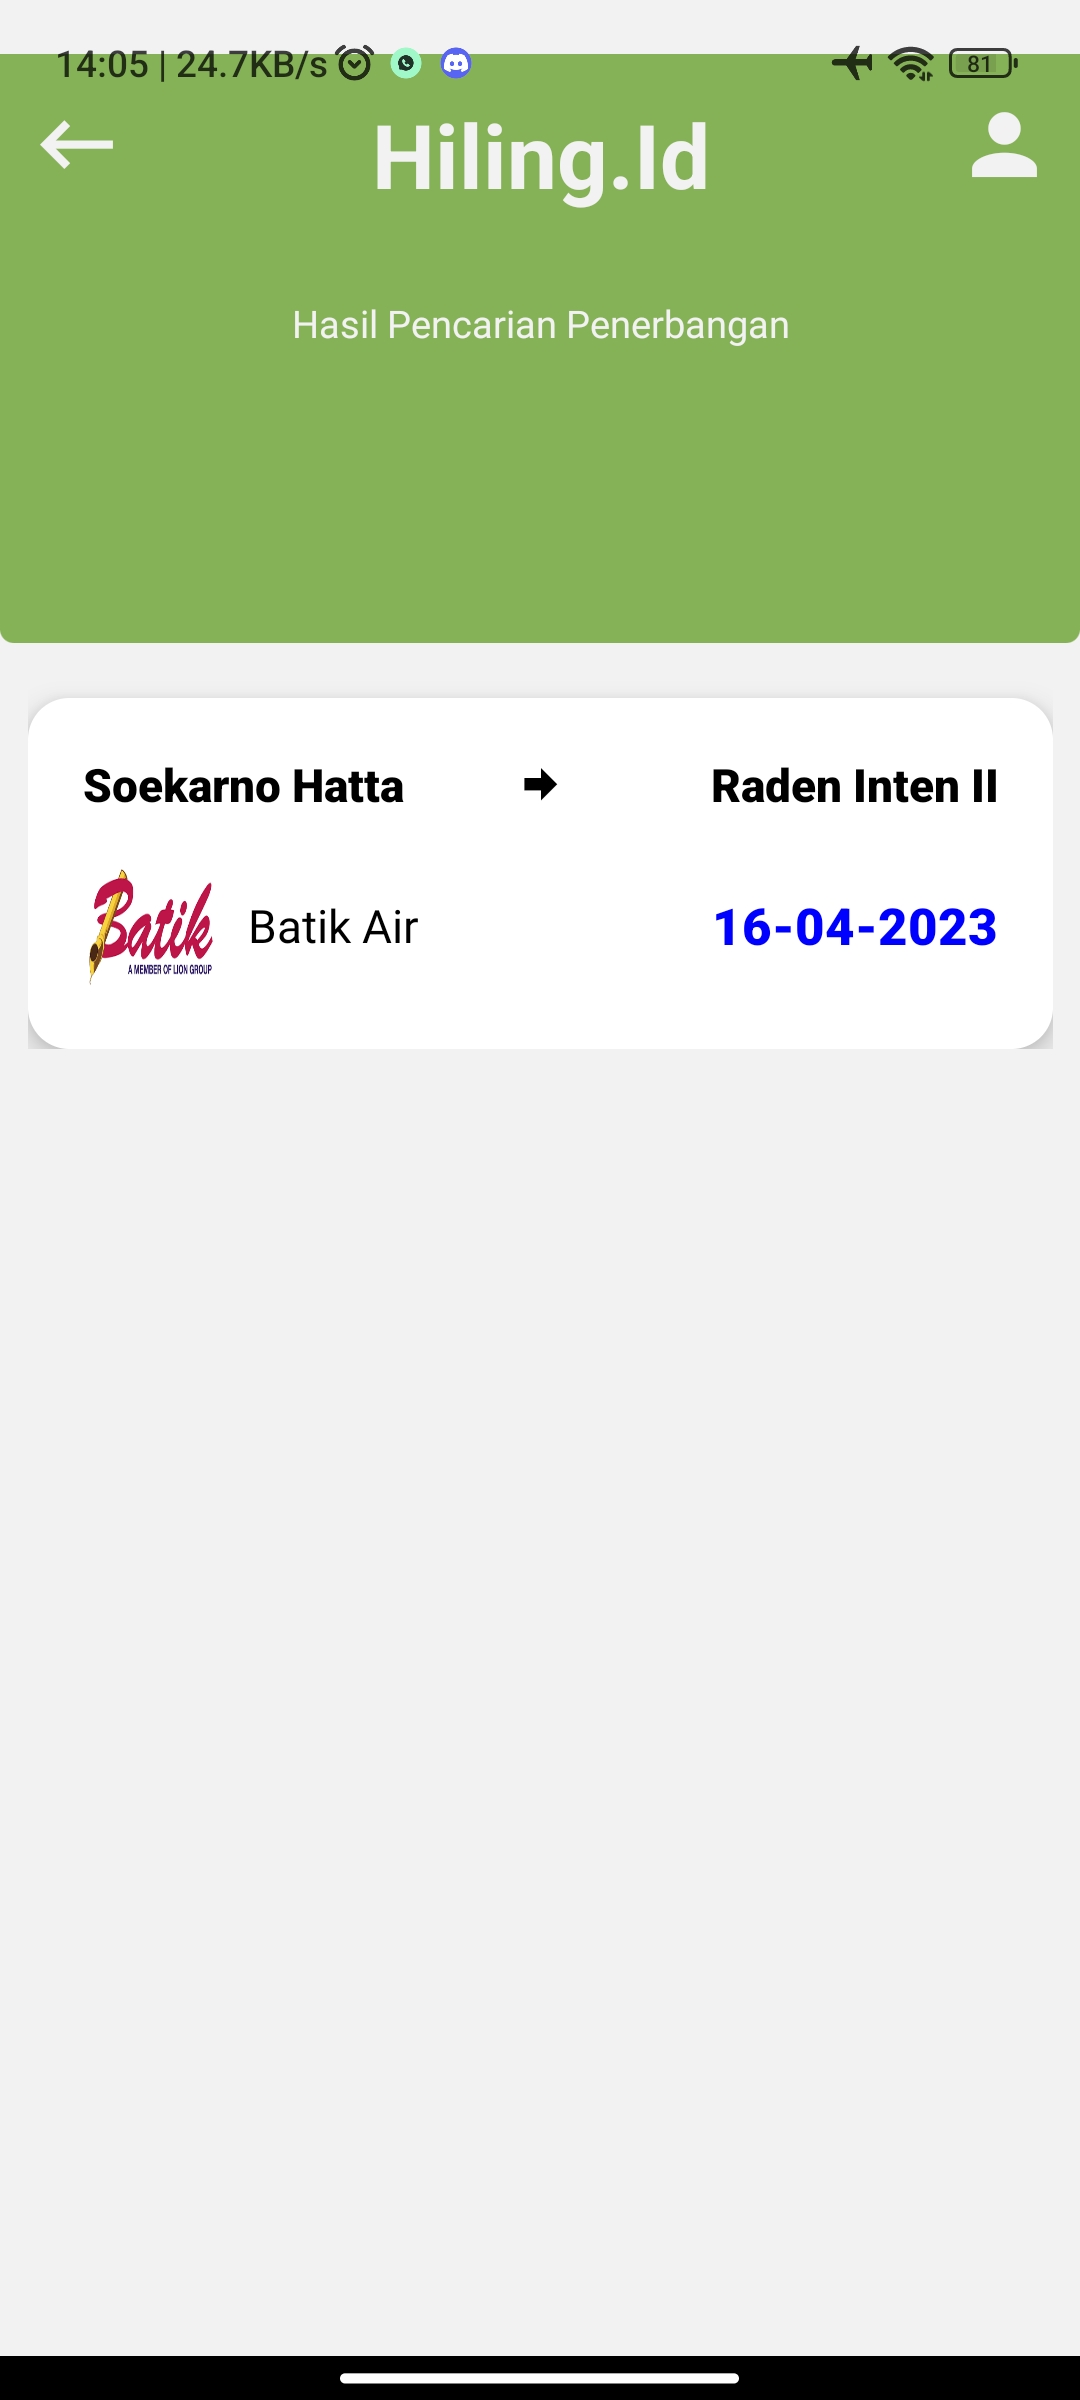 14:05 | 24.7KB/s
81
Hiling.Id
Hasil Pencarian Penerbangan
Soekarno Hatta
Raden Inten II
Batik
A MEMBER OF LION GROUP
Batik Air
16-04-2023